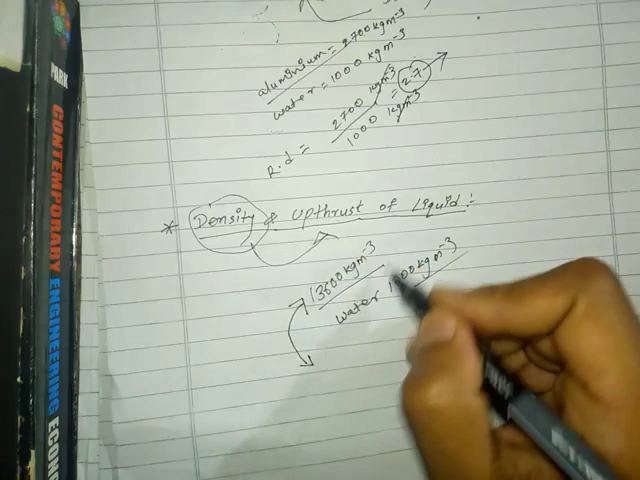 aluminium = 2700 kgm-3
water = 1000 kg m-3
R.d = 2700 kgm-3 / 1000 kgm-3 = 2.7
* Density & Upthrust of Liquid :-
13600 kgm-3
water 1000 kgm-3
PARK
CONTEMPORARY ENGINEERING ECONO